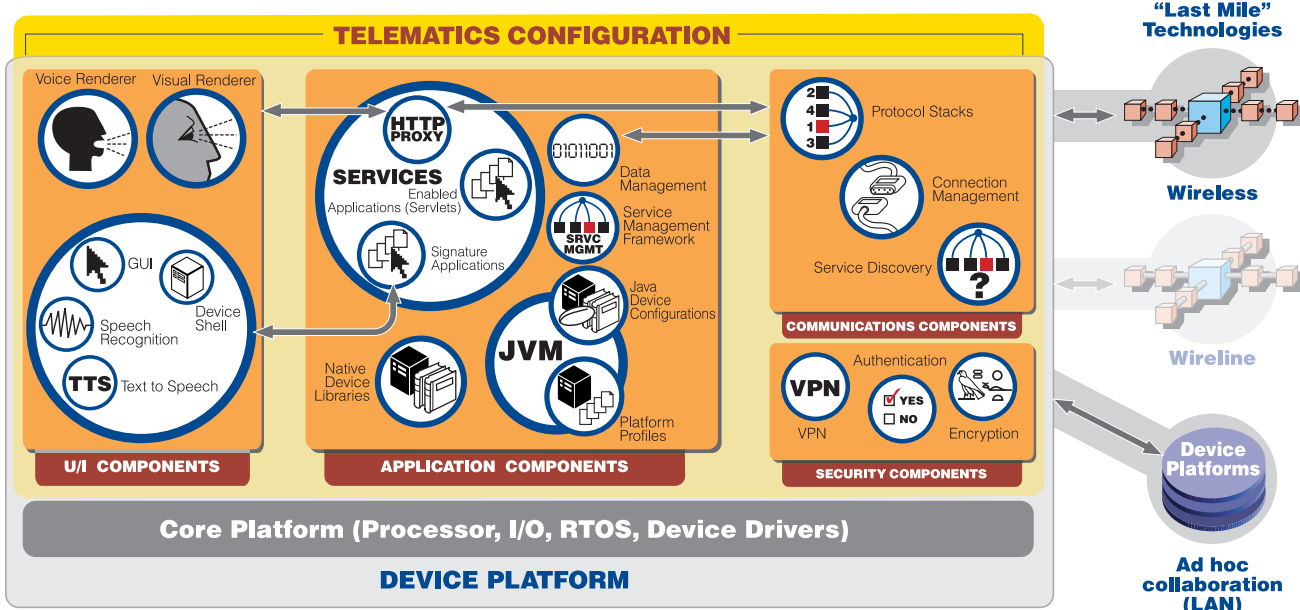 TELEMATICS CONFIGURATION
Voice Renderer
Visual Renderer
GUI
Device
Shell
Speech
Recognition
TTS
Text to Speech
U/I COMPONENTS
HTTP
PROXY
SERVICES
Enabled
Applications (Servlets)
Signature
Applications
01011001
Data
Management
SRVC
MGMT
Service
Management
Framework
Java
Device
Configurations
JVM
Native
Device
Libraries
Platform
Profiles
APPLICATION COMPONENTS
2
4
1
3
Protocol Stacks
Connection
Management
Service Discovery
?
COMMUNICATIONS COMPONENTS
Authentication
VPN
VPN
YES
NO
Encryption
SECURITY COMPONENTS
Core Platform (Processor, I/O, RTOS, Device Drivers)
DEVICE PLATFORM
“Last Mile”
Technologies
Wireless
Wireline
Device
Platforms
Ad hoc
collaboration
(LAN)